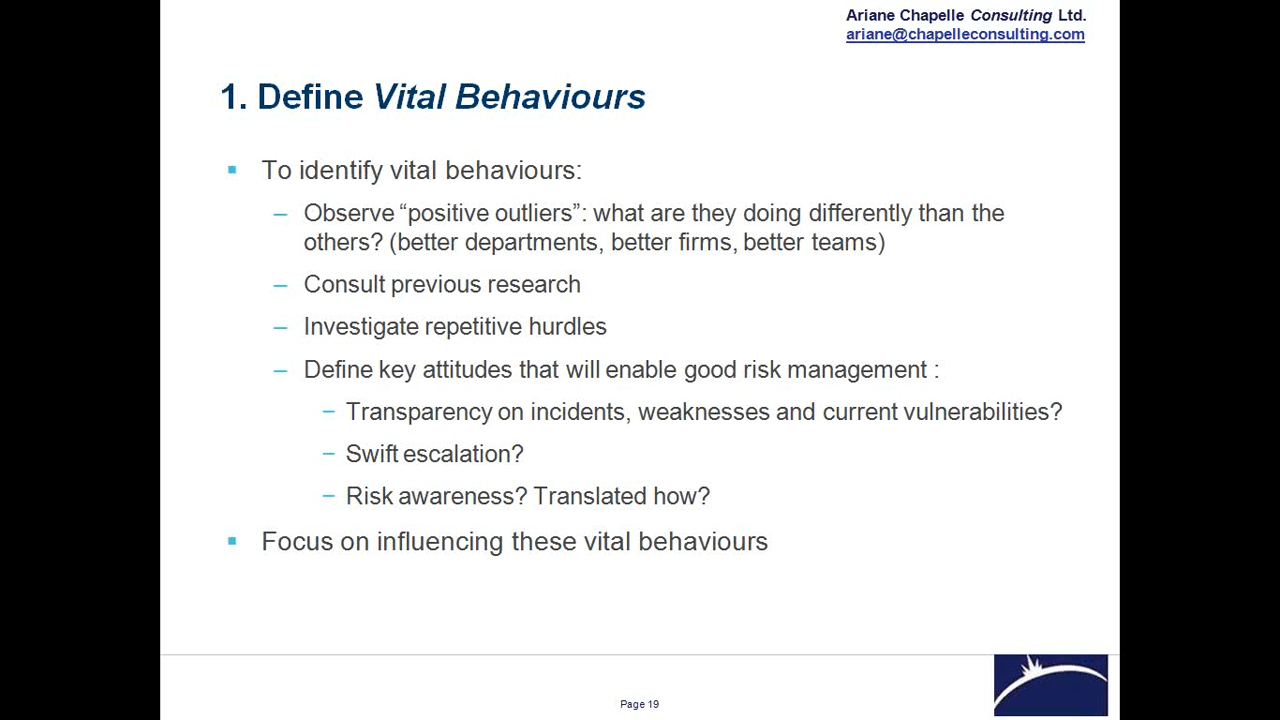 Ariane Chapelle Consulting Ltd.
ariane@chapelleconsulting.com
1. Define Vital Behaviours
▪ To identify vital behaviours:
– Observe “positive outliers”: what are they doing differently than the
others? (better departments, better firms, better teams)
– Consult previous research
– Investigate repetitive hurdles
– Define key attitudes that will enable good risk management :
− Transparency on incidents, weaknesses and current vulnerabilities?
− Swift escalation?
− Risk awareness? Translated how?
▪ Focus on influencing these vital behaviours
Page 19